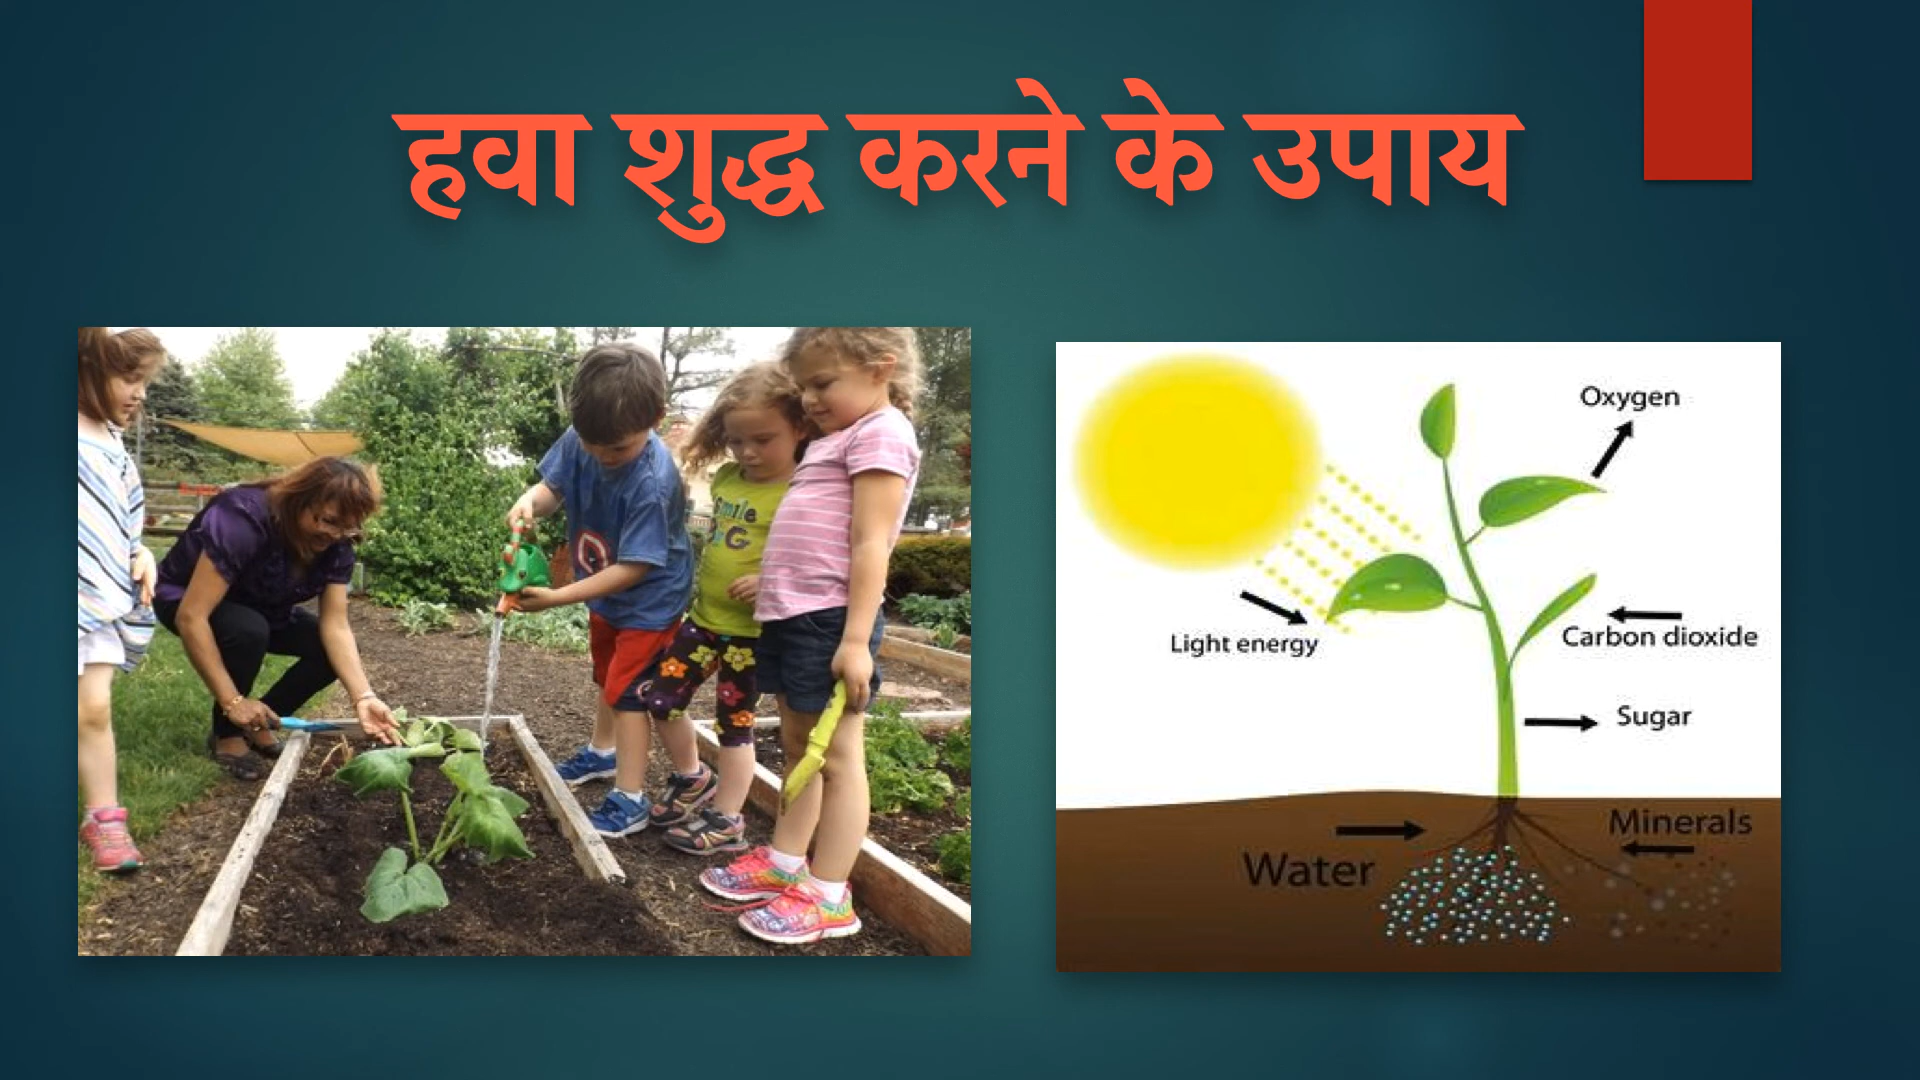 हवा शुद्ध करने के उपाय
Smile
Oxygen
Light energy
Carbon dioxide
Sugar
Minerals
Water